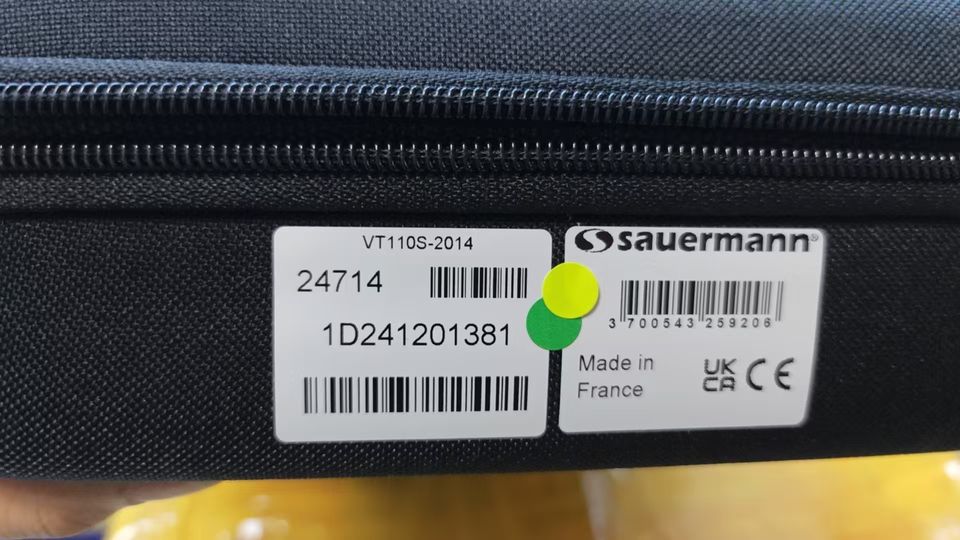 VT110S-2014
24714
1D241201381
sauermann®
3 700543 259206
Made in
France
UK
CA CE